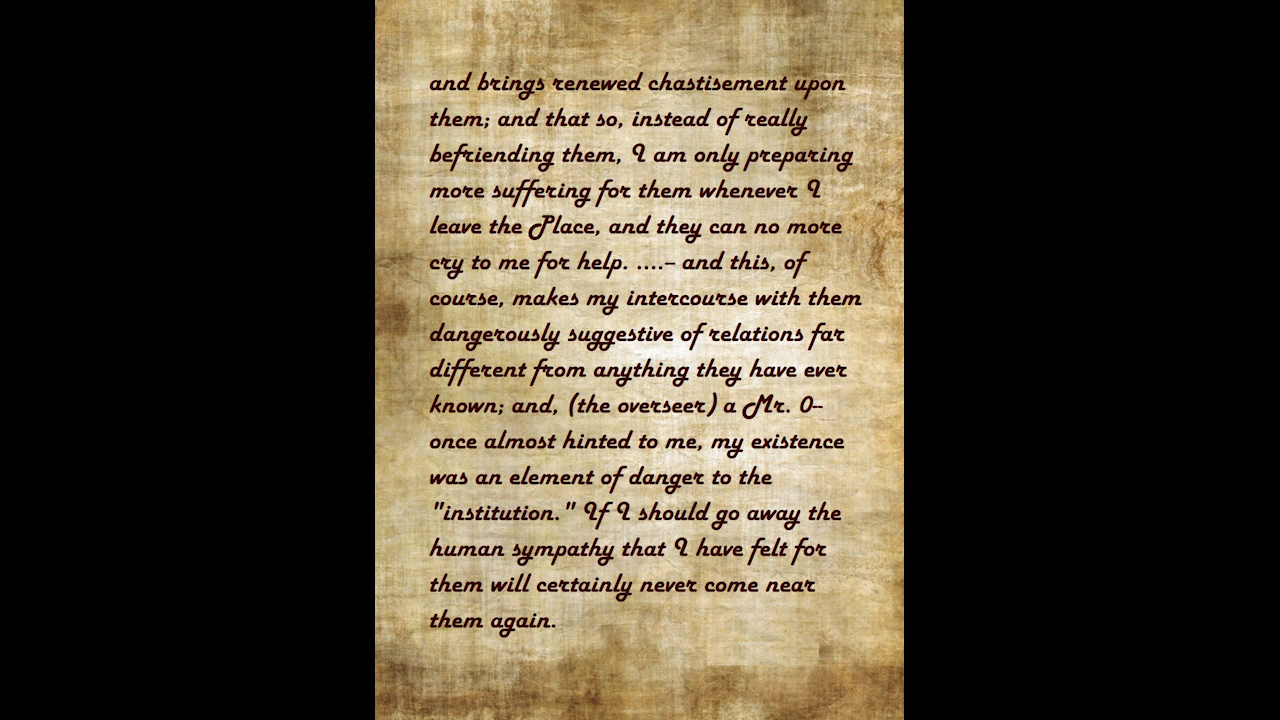 and brings renewed chastisement upon
them; and that so, instead of really
befriending them, I am only preparing
more suffering for them whenever I
leave the Place, and they can no more
cry to me for help. ....– and this, of
course, makes my intercourse with them
dangerously suggestive of relations far
different from anything they have ever
known; and, (the overseer) a Mr. O–
once almost hinted to me, my existence
was an element of danger to the
"institution." If I should go away the
human sympathy that I have felt for
them will certainly never come near
them again.